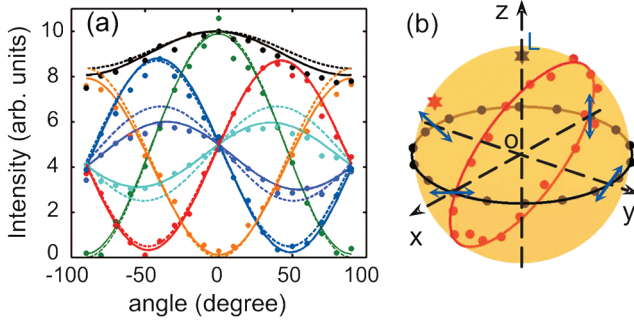 (a)
Intensity (arb. units)
10
8
6
4
2
0
-100
-50
0
50
100
angle (degree)
(b)
z
L
O
x
y